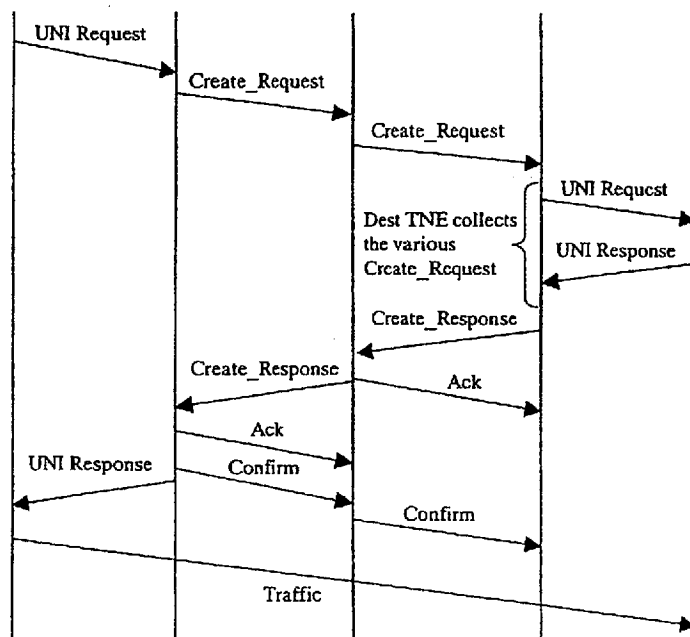 UNI Request
Create_Request
Create_Request
UNI Request
Dest TNE collects
the various
Create_Request
UNI Response
Create_Response
Create_Response
Ack
Ack
UNI Response
Confirm
Confirm
Traffic